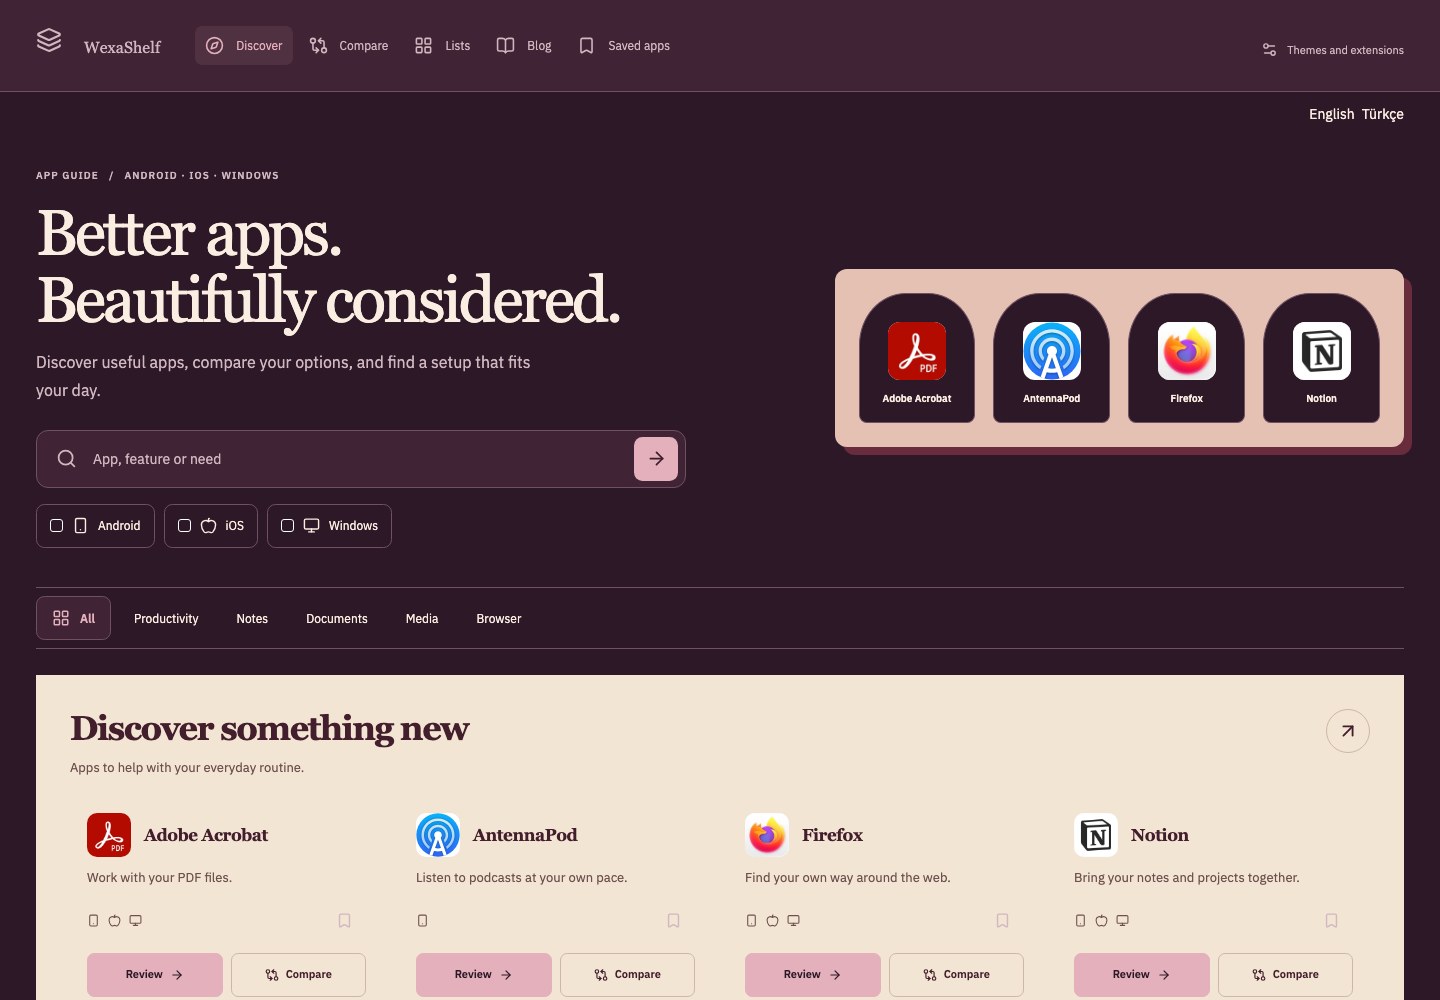 WexaShelf
Discover
Compare
Lists
Blog
Saved apps
Themes and extensions
English Türkçe
APP GUIDE / ANDROID · IOS · WINDOWS
Better apps.
Beautifully considered.
Discover useful apps, compare your options, and find a setup that fits
your day.
App, feature or need
Android
iOS
Windows
PDF
Adobe Acrobat
AntennaPod
Firefox
N
Notion
All
Productivity
Notes
Documents
Media
Browser
Discover something new
Apps to help with your everyday routine.
PDF
Adobe Acrobat
Work with your PDF files.
Review
Compare
AntennaPod
Listen to podcasts at your own pace.
Review
Compare
Firefox
Find your own way around the web.
Review
Compare
N
Notion
Bring your notes and projects together.
Review
Compare